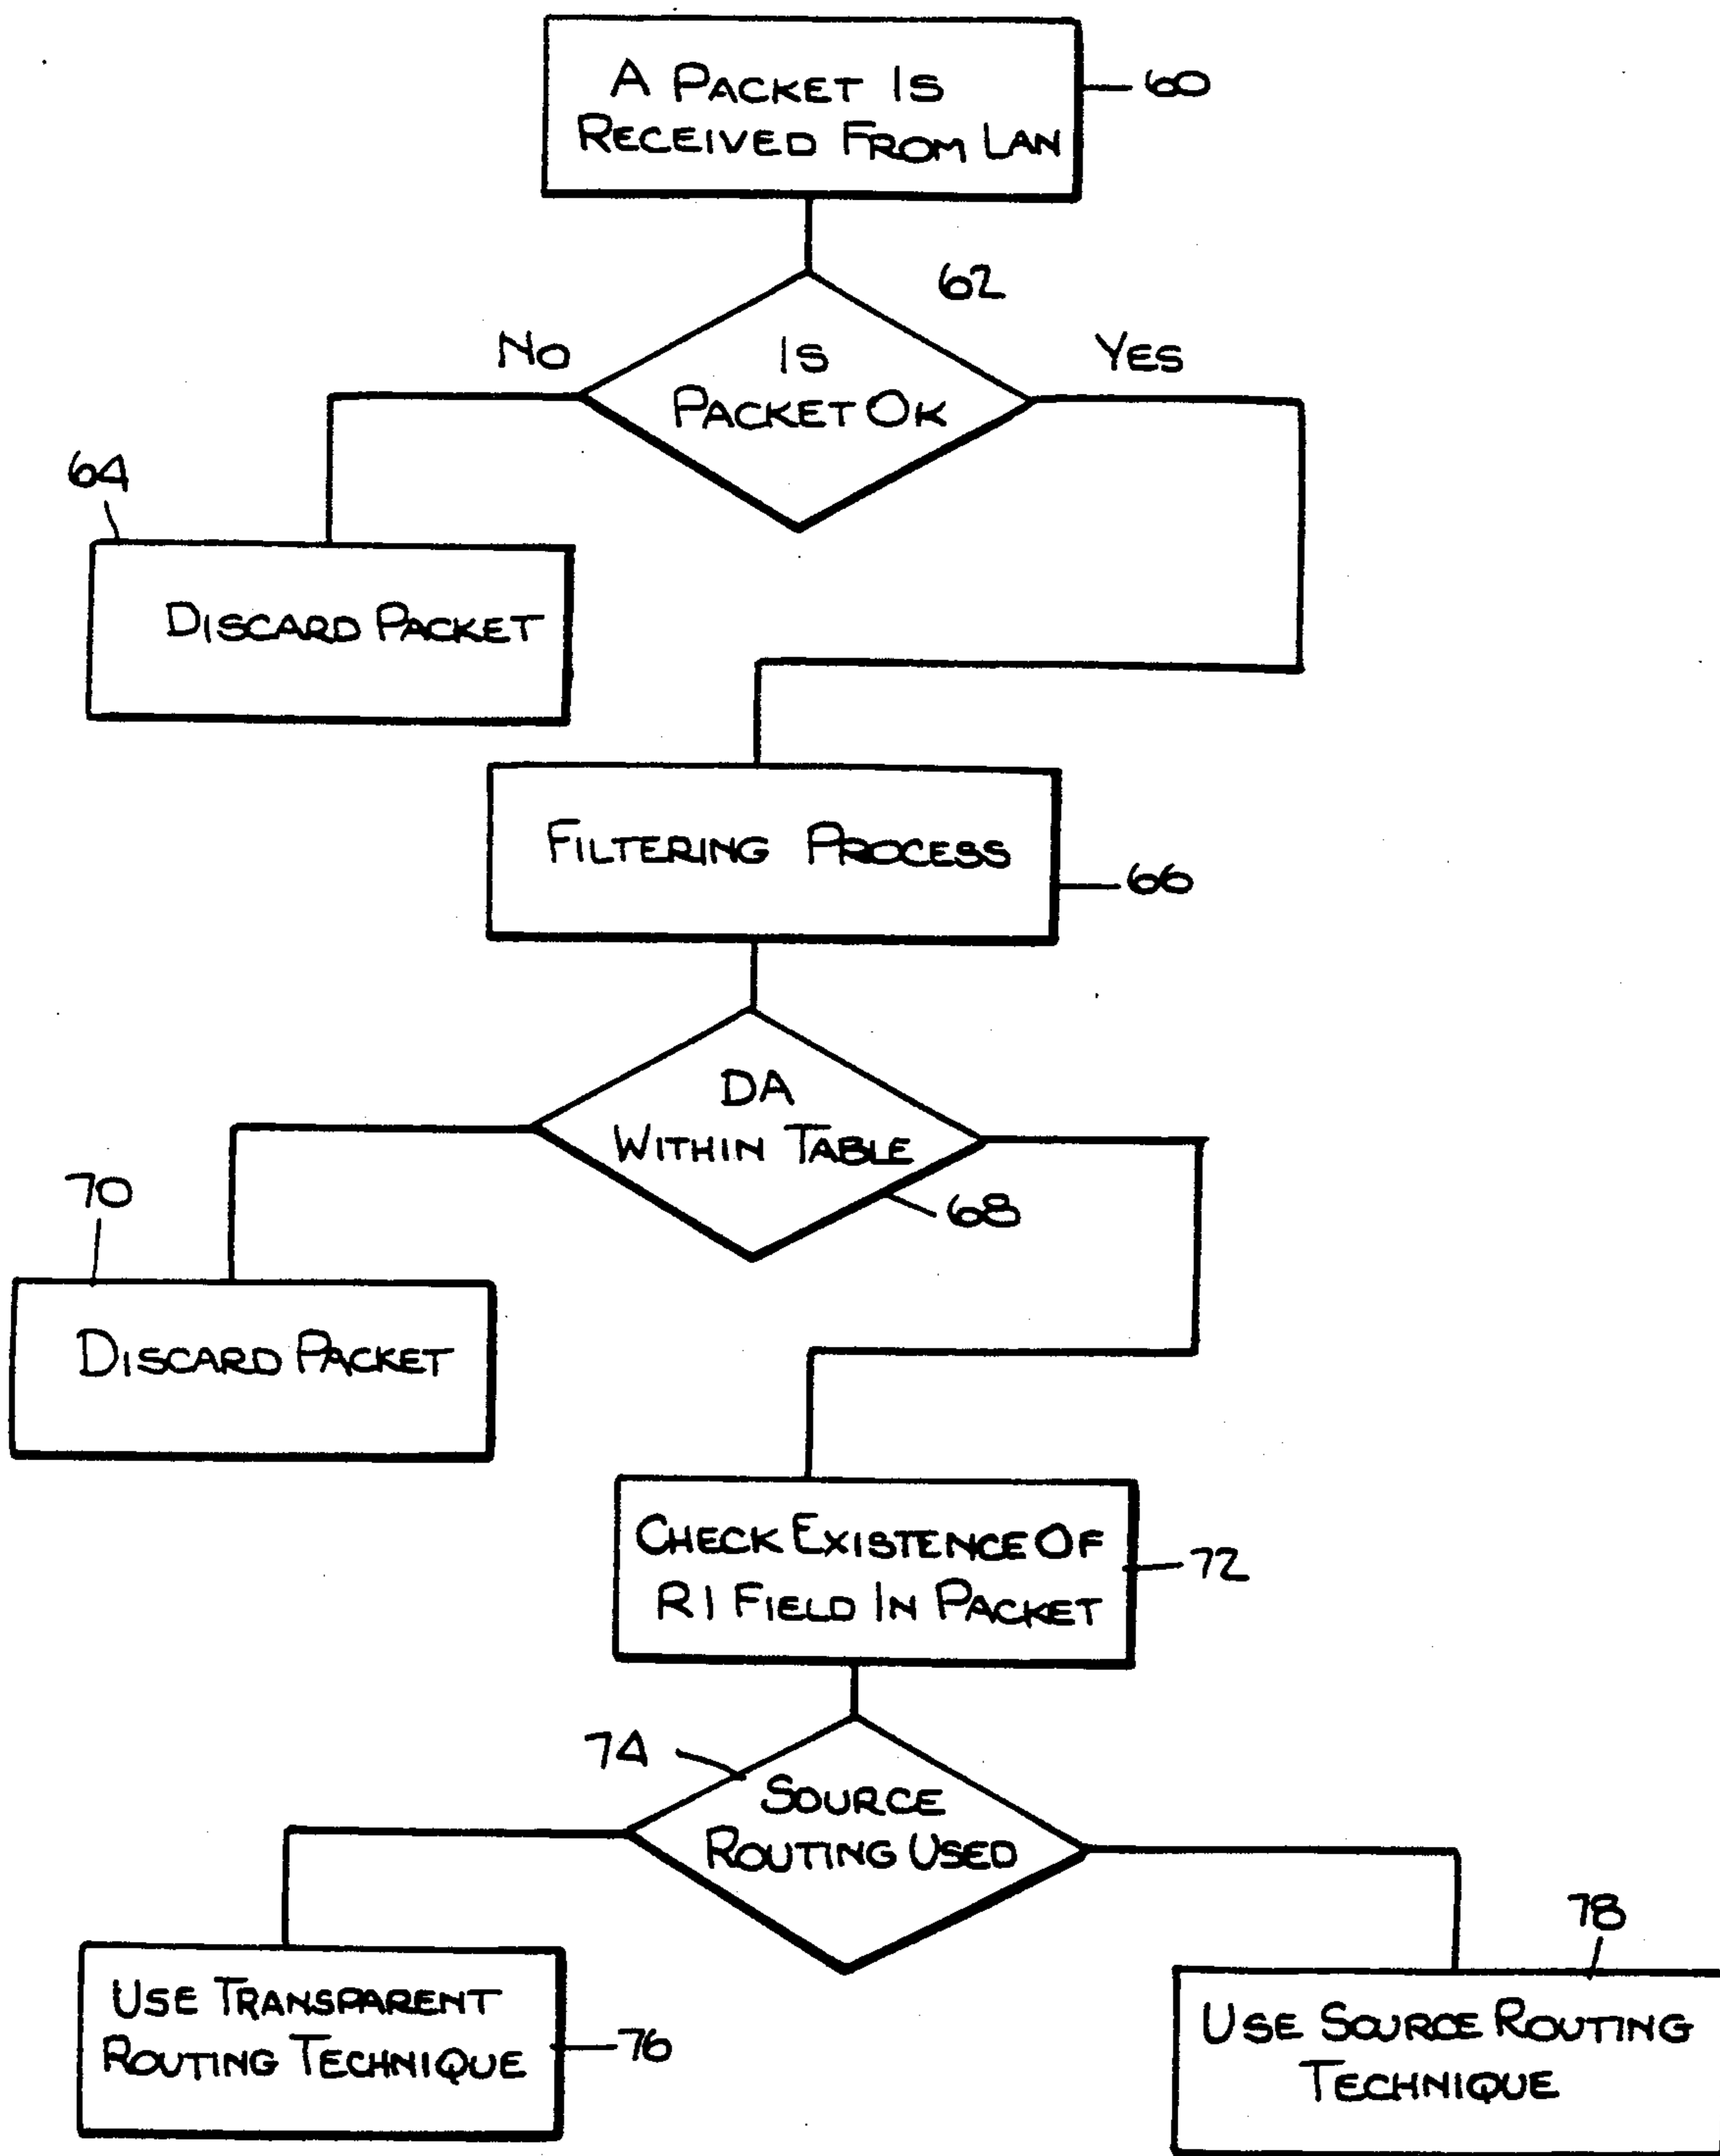 A PACKET IS
RECEIVED FROM LAN
60
62
NO
IS
PACKET OK
YES
64
DISCARD PACKET
FILTERING PROCESS
66
DA
WITHIN TABLE
68
70
DISCARD PACKET
CHECK EXISTENCE OF
RI FIELD IN PACKET
72
74
SOURCE
ROUTING USED
78
USE TRANSPARENT
ROUTING TECHNIQUE
76
USE SOURCE ROUTING
TECHNIQUE